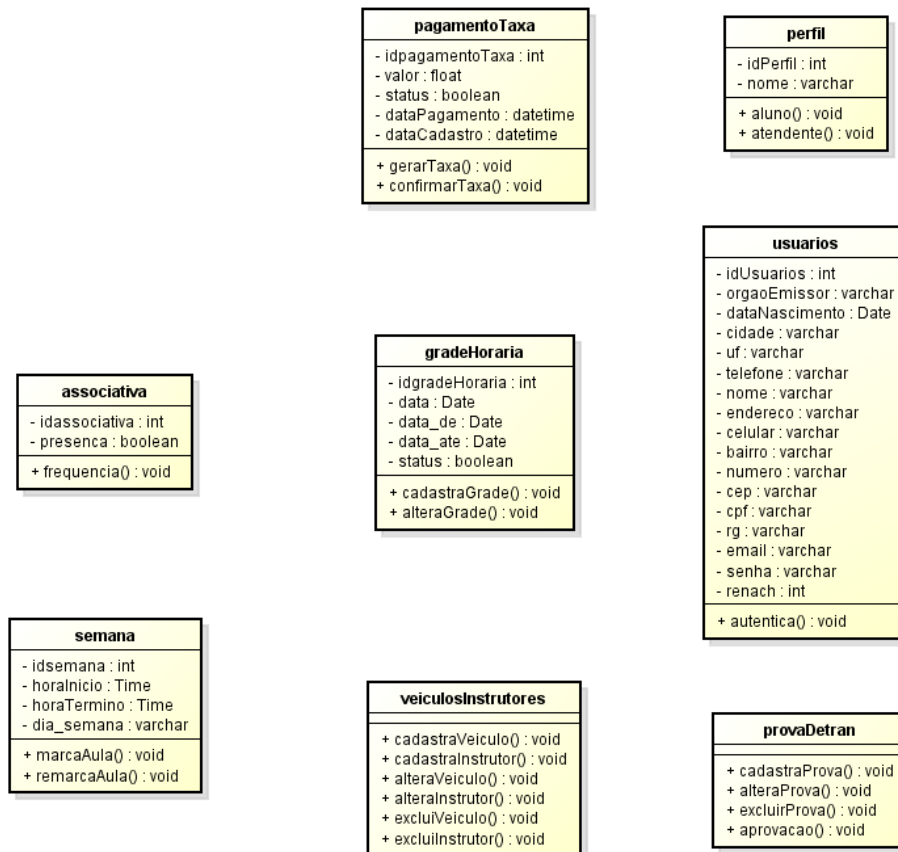 pagamentoTaxa
- idpagamentoTaxa : int
- valor : float
- status : boolean
- dataPagamento : datetime
- dataCadastro : datetime
+ gerarTaxa() : void
+ confirmarTaxa() : void
perfil
- idPerfil : int
- nome : varchar
+ aluno() : void
+ atendente() : void
usuarios
- idUsuarios : int
- orgaoEmissor : varchar
- dataNascimento : Date
- cidade : varchar
- uf : varchar
- telefone : varchar
- nome : varchar
- endereco : varchar
- celular : varchar
- bairro : varchar
- numero : varchar
- cep : varchar
- cpf : varchar
- rg : varchar
- email : varchar
- senha : varchar
- renach : int
+ autentica() : void
gradeHoraria
- idgradeHoraria : int
- data : Date
- data_de : Date
- data_ate : Date
- status : boolean
+ cadastraGrade() : void
+ alteraGrade() : void
associativa
- idassociativa : int
- presenca : boolean
+ frequencia() : void
semana
- idsemana : int
- horaInicio : Time
- horaTermino : Time
- dia_semana : varchar
+ marcaAula() : void
+ remarcaAula() : void
veiculosInstrutores
+ cadastraVeiculo() : void
+ cadastraInstrutor() : void
+ alteraVeiculo() : void
+ alteraInstrutor() : void
+ excluiVeiculo() : void
+ excluiInstrutor() : void
provaDetran
+ cadastraProva() : void
+ alteraProva() : void
+ excluirProva() : void
+ aprovacao() : void